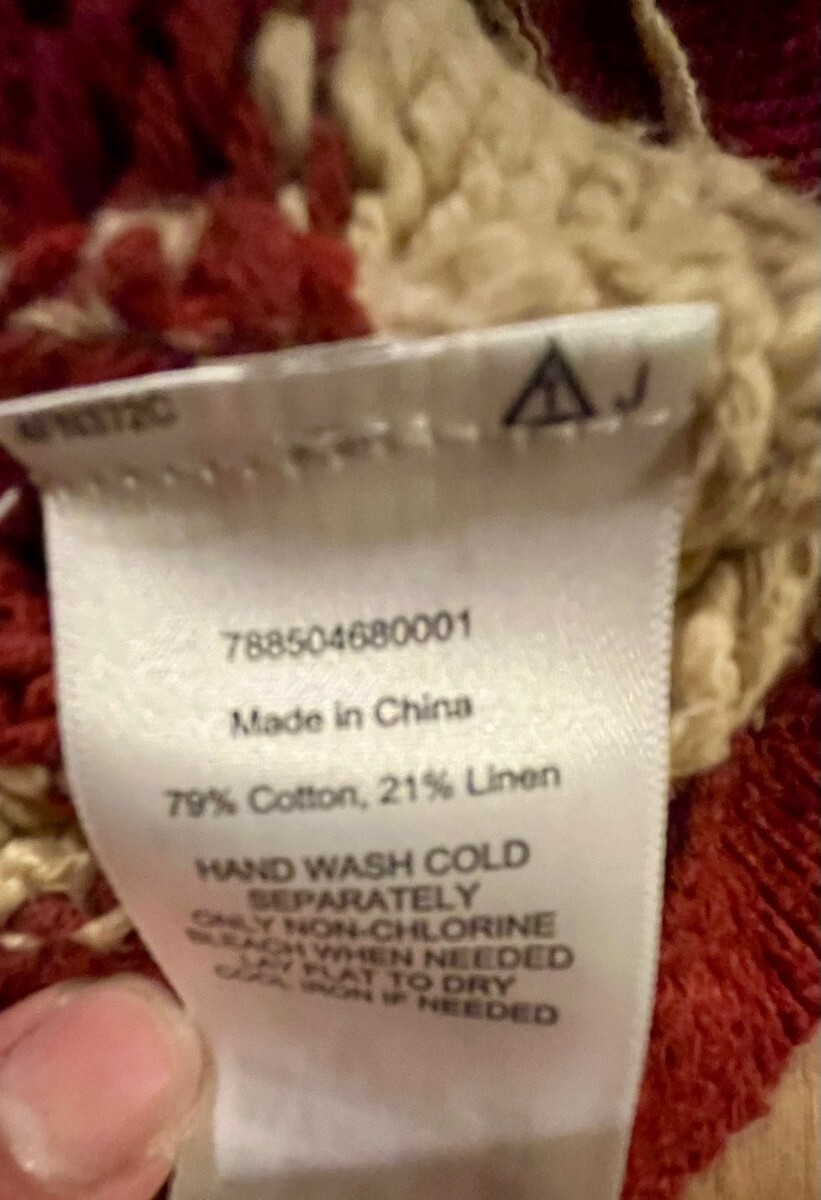 1 J
788504680001
Made in China
79% Cotton, 21% Linen
HAND WASH COLD
SEPARATELY
ONLY NON-CHLORINE
BLEACH WHEN NEEDED
LAY FLAT TO DRY
COOL IRON IF NEEDED